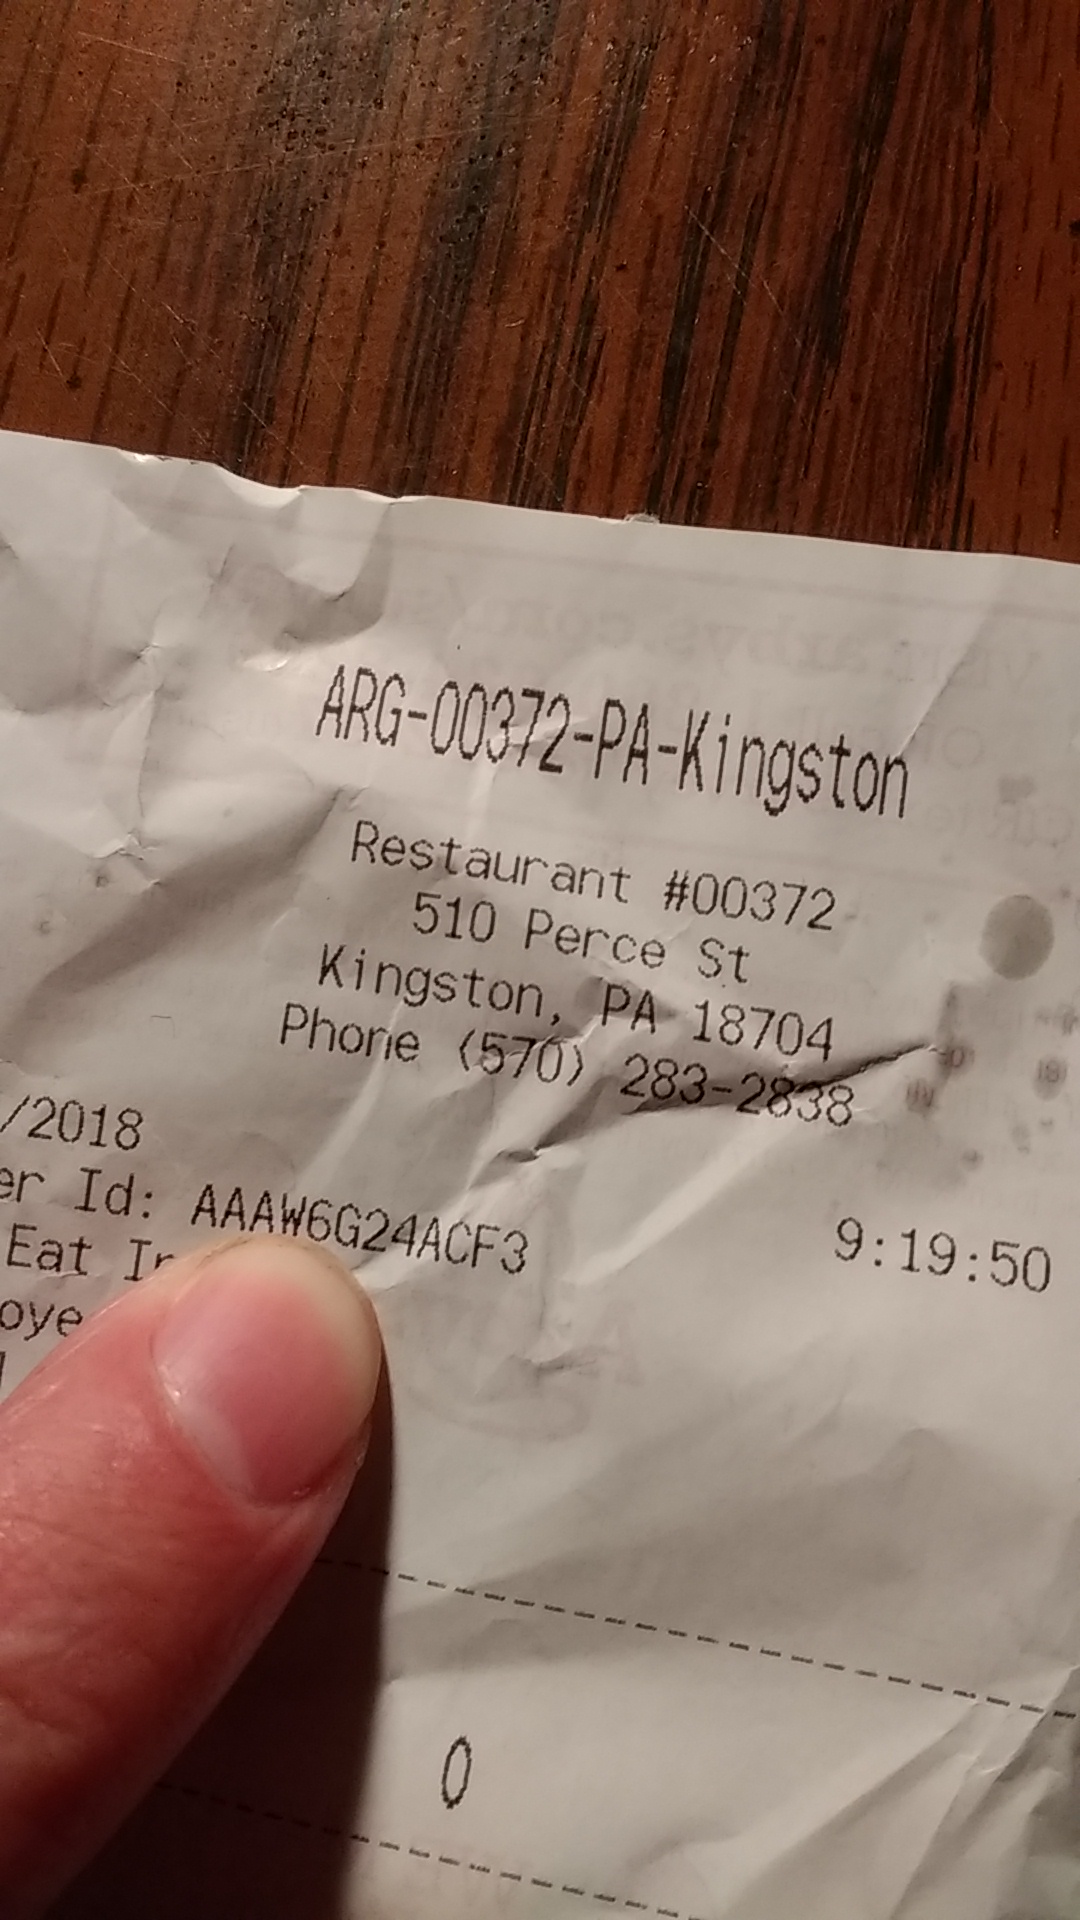 ARG-00372-PA-Kingston
Restaurant #00372
510 Perce St
Kingston, PA 18704
Phone (570) 283-2838
/2018
er Id: AAAW6G24ACF3 9:19:50
Eat In
oye
0